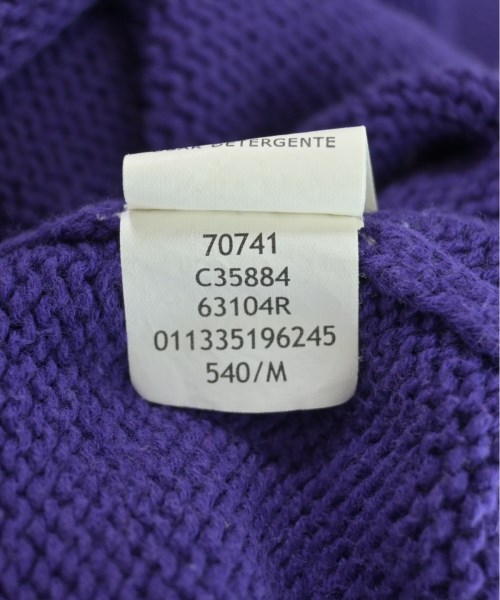 DETERGENTE
70741
C35884
63104R
011335196245
540/M